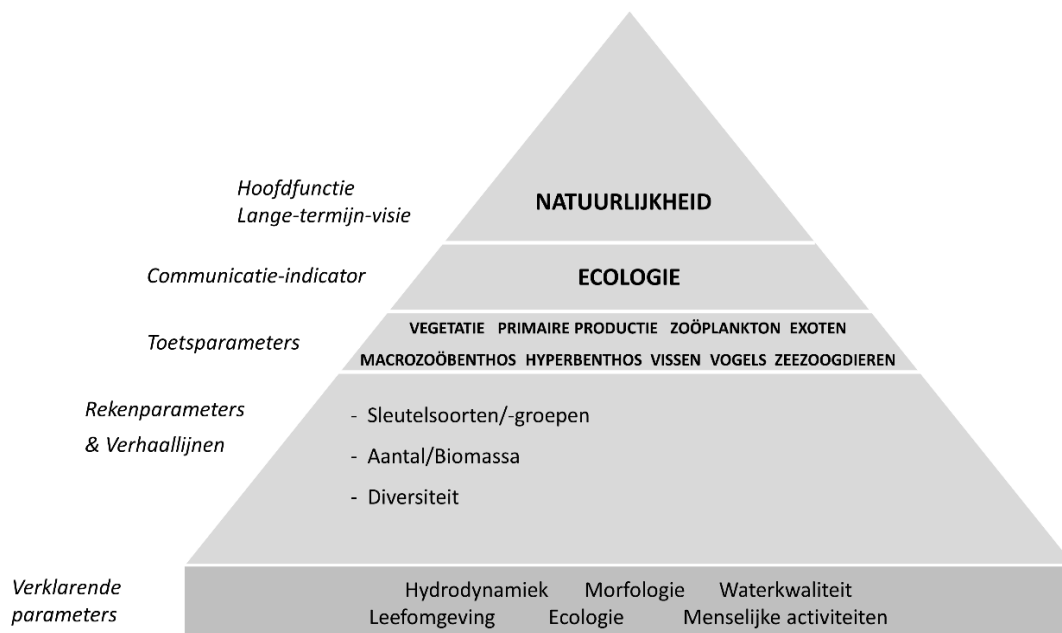 Hoofdfunctie
Lange-termijn-visie
NATUURLIJKHEID
Communicatie-indicator
ECOLOGIE
Toetsparameters
VEGETATIE PRIMAIRE PRODUCTIE ZOÖPLANKTON EXOTEN
MACROZOÖBENTHOS HYPERBENTHOS VISSEN VOGELS ZEEZOOGDIEREN
Rekenparameters
& Verhaallijnen
- Sleutelsoorten/-groepen
- Aantal/Biomassa
- Diversiteit
Verklarende
parameters
Hydrodynamiek Morfologie Waterkwaliteit
Leefomgeving Ecologie Menselijke activiteiten